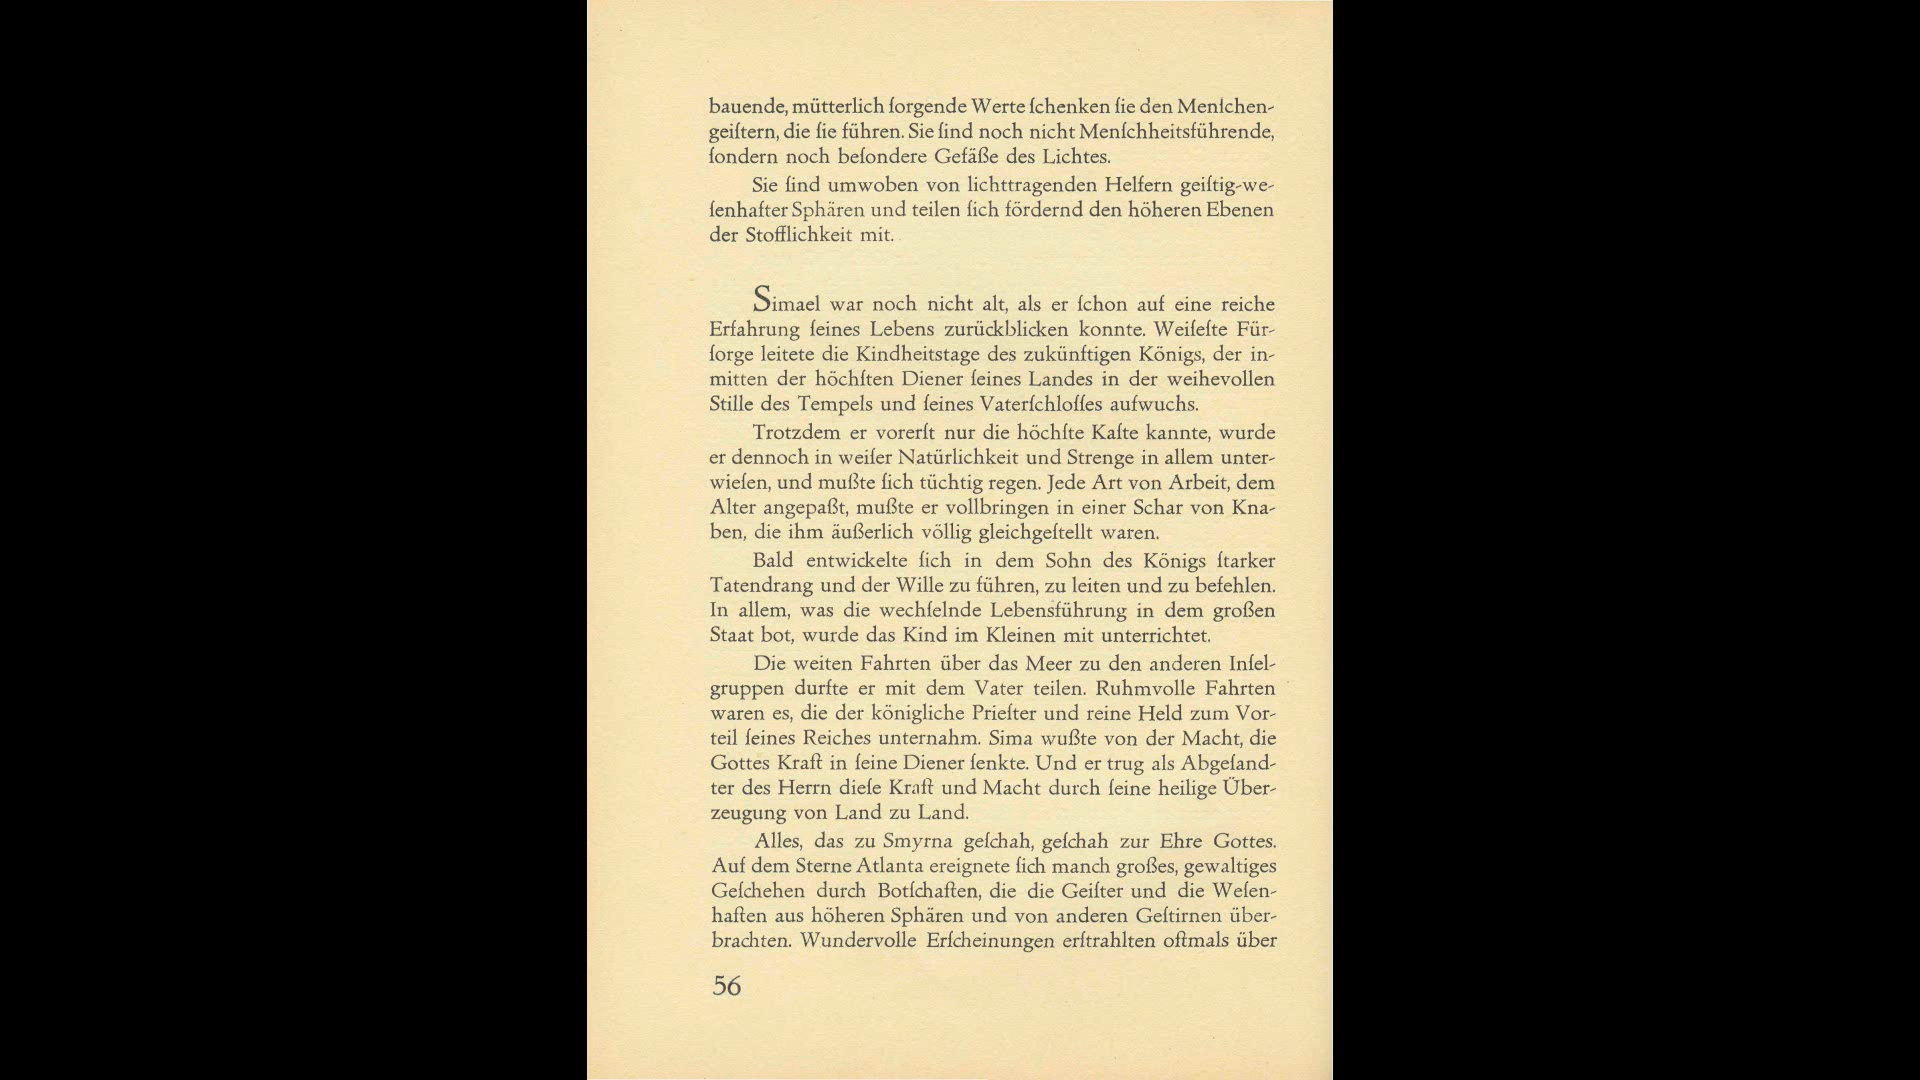 bauende, mütterlich ſorgende Werte ſchenken ſie den Menſchen-
geiſtern, die ſie führen. Sie ſind noch nicht Menſchheitsführende,
ſondern noch beſondere Gefäße des Lichtes.
Sie ſind umwoben von lichttragenden Helfern geiſtig-we-
ſenhafter Sphären und teilen ſich fördernd den höheren Ebenen
der Stofflichkeit mit.
Simael war noch nicht alt, als er ſchon auf eine reiche
Erfahrung ſeines Lebens zurückblicken konnte. Weiſeſte Für-
ſorge leitete die Kindheitstage des zukünftigen Königs, der in-
mitten der höchſten Diener ſeines Landes in der weihevollen
Stille des Tempels und ſeines Vaterſchloſſes aufwuchs.
Trotzdem er vorerſt nur die höchſte Kaſte kannte, wurde
er dennoch in weiſer Natürlichkeit und Strenge in allem unter-
wieſen, und mußte ſich tüchtig regen. Jede Art von Arbeit, dem
Alter angepaßt, mußte er vollbringen in einer Schar von Kna-
ben, die ihm äußerlich völlig gleichgeſtellt waren.
Bald entwickelte ſich in dem Sohn des Königs ſtarker
Tatendrang und der Wille zu führen, zu leiten und zu befehlen.
In allem, was die wechſelnde Lebensführung in dem großen
Staat bot, wurde das Kind im Kleinen mit unterrichtet.
Die weiten Fahrten über das Meer zu den anderen Inſel-
gruppen durfte er mit dem Vater teilen. Ruhmvolle Fahrten
waren es, die der königliche Prieſter und reine Held zum Vor-
teil ſeines Reiches unternahm. Sima wußte von der Macht, die
Gottes Kraft in ſeine Diener ſenkte. Und er trug als Abgeſand-
ter des Herrn dieſe Kraft und Macht durch ſeine heilige Über-
zeugung von Land zu Land.
Alles, das zu Smyrna geſchah, geſchah zur Ehre Gottes.
Auf dem Sterne Atlanta ereignete ſich manch großes, gewaltiges
Geſchehen durch Botſchaften, die die Geiſter und die Weſen-
haften aus höheren Sphären und von anderen Geſtirnen über-
brachten. Wundervolle Erſcheinungen erſtrahlten oftmals über
56